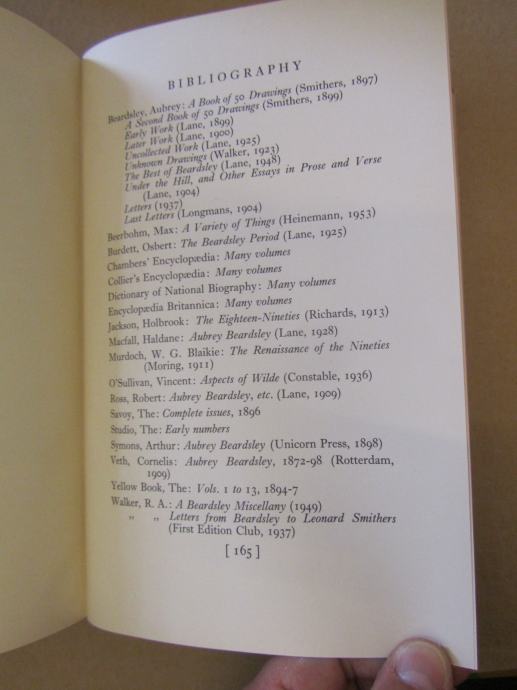 BIBLIOGRAPHY
Beardsley, Aubrey: A Book of 50 Drawings (Smithers, 1897)
A Second Book of 50 Drawings (Smithers, 1899)
Early Work (Lane, 1899)
Later Work (Lane, 1900)
Uncollected Work (Lane, 1925)
Unknown Drawings (Walker, 1923)
The Best of Beardsley (Lane, 1948)
Under the Hill, and Other Essays in Prose and Verse
(Lane, 1904)
Letters (1937)
Last Letters (Longmans, 1904)
Beerbohm, Max: A Variety of Things (Heinemann, 1953)
Burdett, Osbert: The Beardsley Period (Lane, 1925)
Chambers' Encyclopædia: Many volumes
Collier's Encyclopædia: Many volumes
Dictionary of National Biography: Many volumes
Encyclopædia Britannica: Many volumes
Jackson, Holbrook: The Eighteen-Nineties (Richards, 1913)
Macfall, Haldane: Aubrey Beardsley (Lane, 1928)
Murdoch, W. G. Blaikie: The Renaissance of the Nineties
(Moring, 1911)
O'Sullivan, Vincent: Aspects of Wilde (Constable, 1936)
Ross, Robert: Aubrey Beardsley, etc. (Lane, 1909)
Savoy, The: Complete issues, 1896
Studio, The: Early numbers
Symons, Arthur: Aubrey Beardsley (Unicorn Press, 1898)
Veth, Cornelis: Aubrey Beardsley, 1872-98 (Rotterdam,
1909)
Yellow Book, The: Vols. 1 to 13, 1894-7
Walker, R. A.: A Beardsley Miscellany (1949)
„ „ Letters from Beardsley to Leonard Smithers
(First Edition Club, 1937)
[ 165 ]